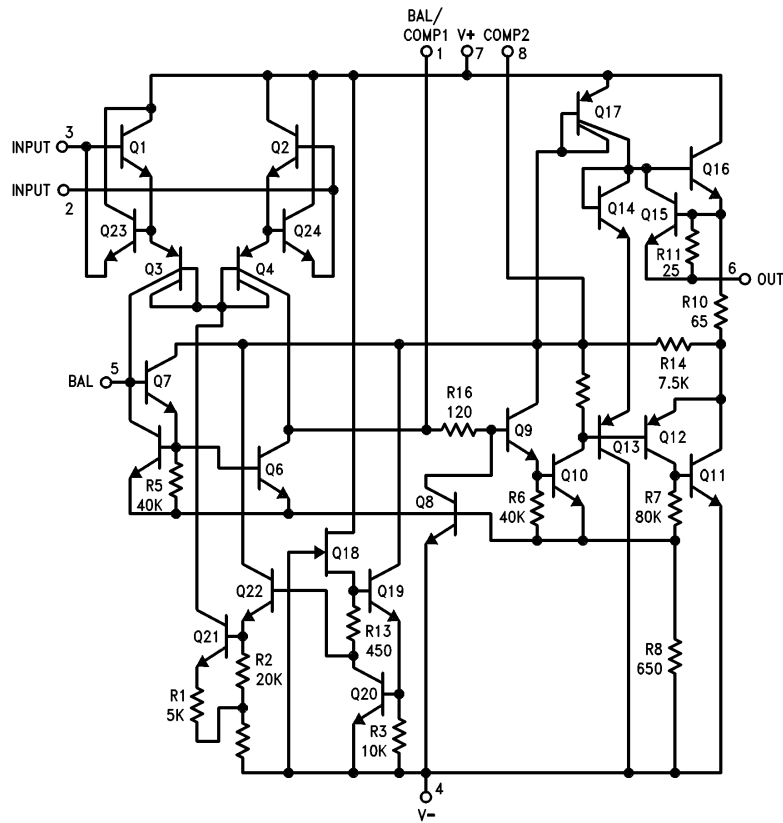 BAL/
COMP1 V+ COMP2
1 7 8
Q17
3
INPUT
Q1
Q2
Q16
INPUT
2
Q14
Q15
Q23
Q24
R11
25
6
OUT
Q3
Q4
R10
65
5
BAL
Q7
R14
7.5K
R16
120
Q9
Q13
Q12
Q6
R5
40K
Q8
R6
40K
Q10
R7
80K
Q11
Q18
Q22
Q19
R13
450
Q21
R2
20K
R8
650
R1
5K
Q20
R3
10K
4
V-